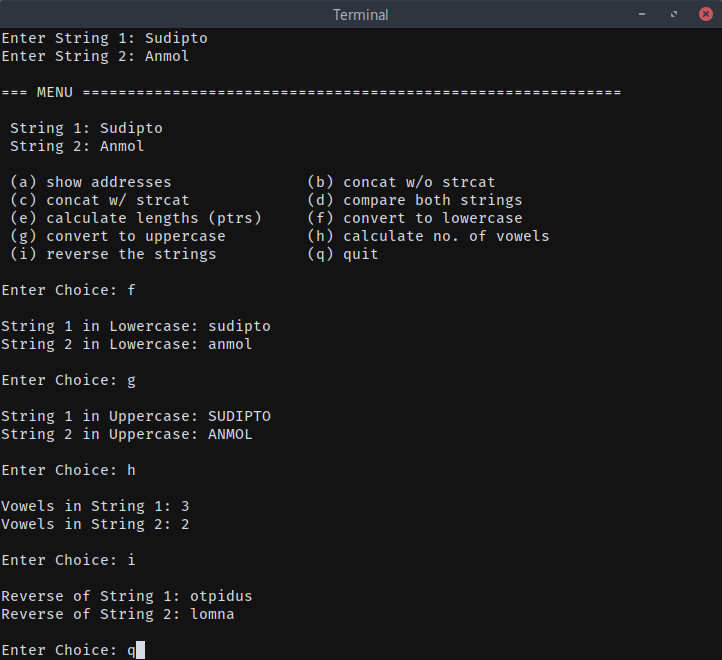 Terminal
Enter String 1: Sudipto
Enter String 2: Anmol
=== MENU ============================================================
String 1: Sudipto
String 2: Anmol
(a) show addresses (b) concat w/o strcat
(c) concat w/ strcat (d) compare both strings
(e) calculate lengths (ptrs) (f) convert to lowercase
(g) convert to uppercase (h) calculate no. of vowels
(i) reverse the strings (q) quit
Enter Choice: f
String 1 in Lowercase: sudipto
String 2 in Lowercase: anmol
Enter Choice: g
String 1 in Uppercase: SUDIPTO
String 2 in Uppercase: ANMOL
Enter Choice: h
Vowels in String 1: 3
Vowels in String 2: 2
Enter Choice: i
Reverse of String 1: otpidus
Reverse of String 2: lomna
Enter Choice: q